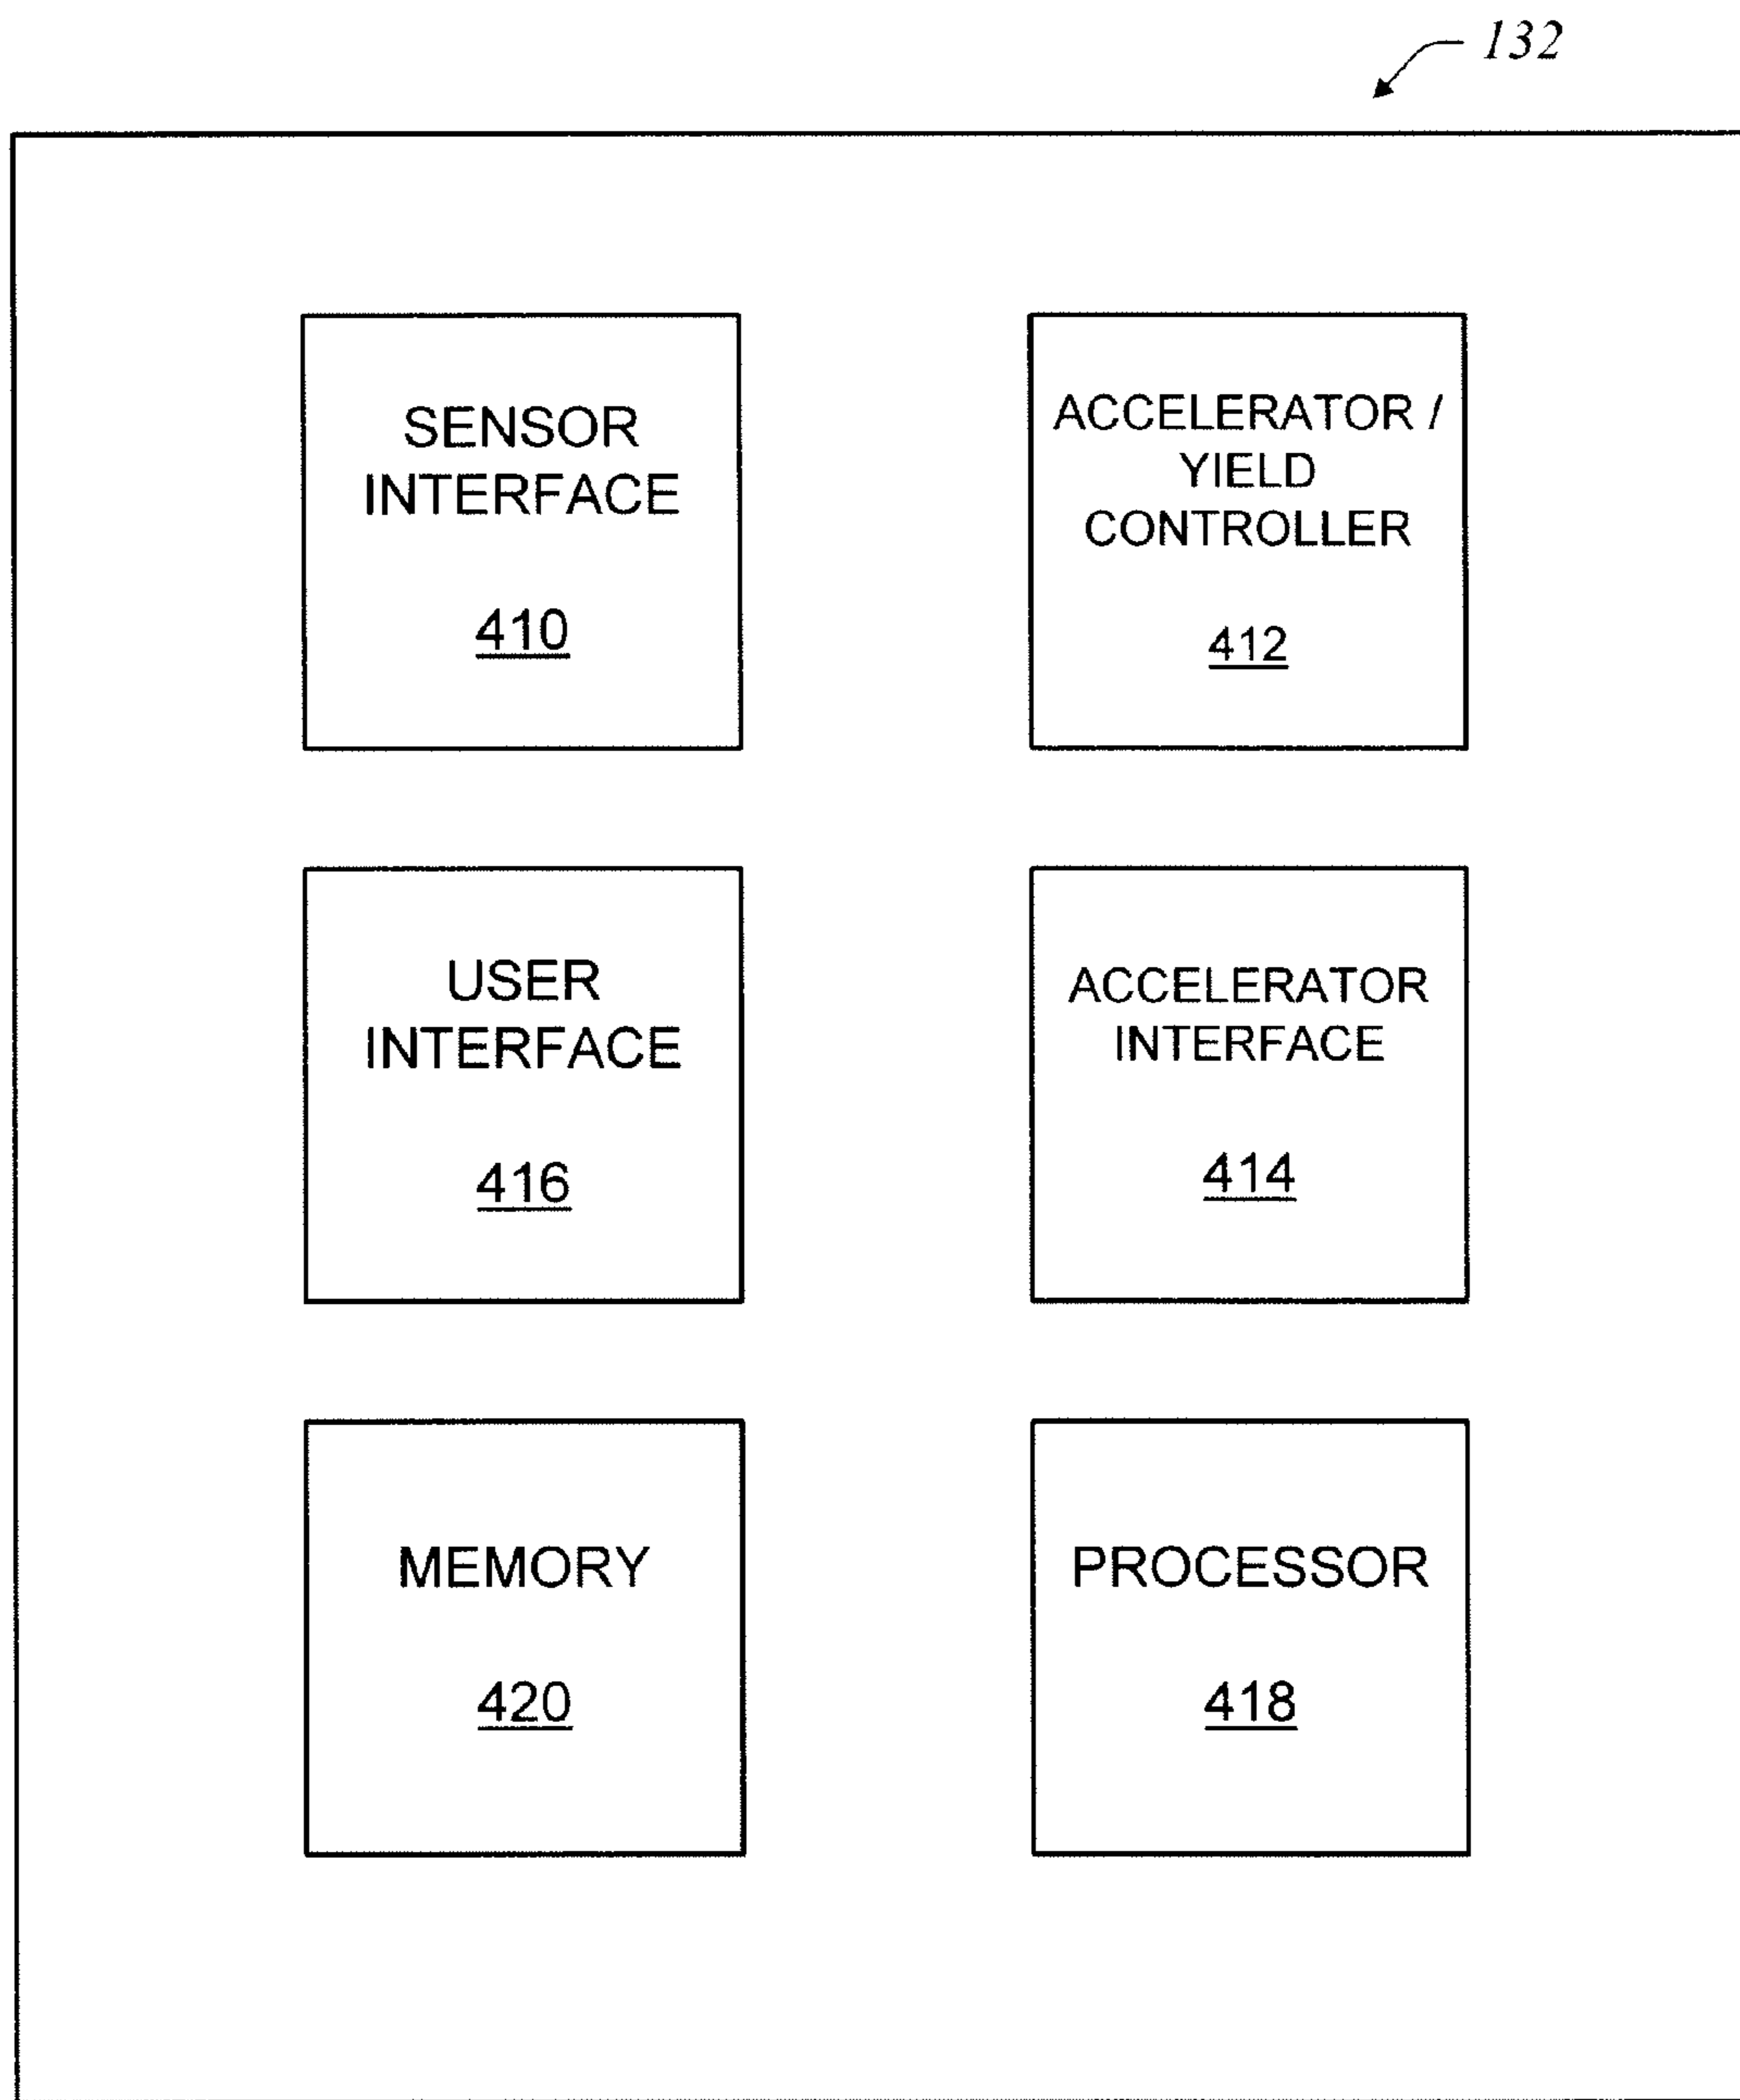 132
SENSOR
INTERFACE
410
ACCELERATOR /
YIELD
CONTROLLER
412
USER
INTERFACE
416
ACCELERATOR
INTERFACE
414
MEMORY
420
PROCESSOR
418